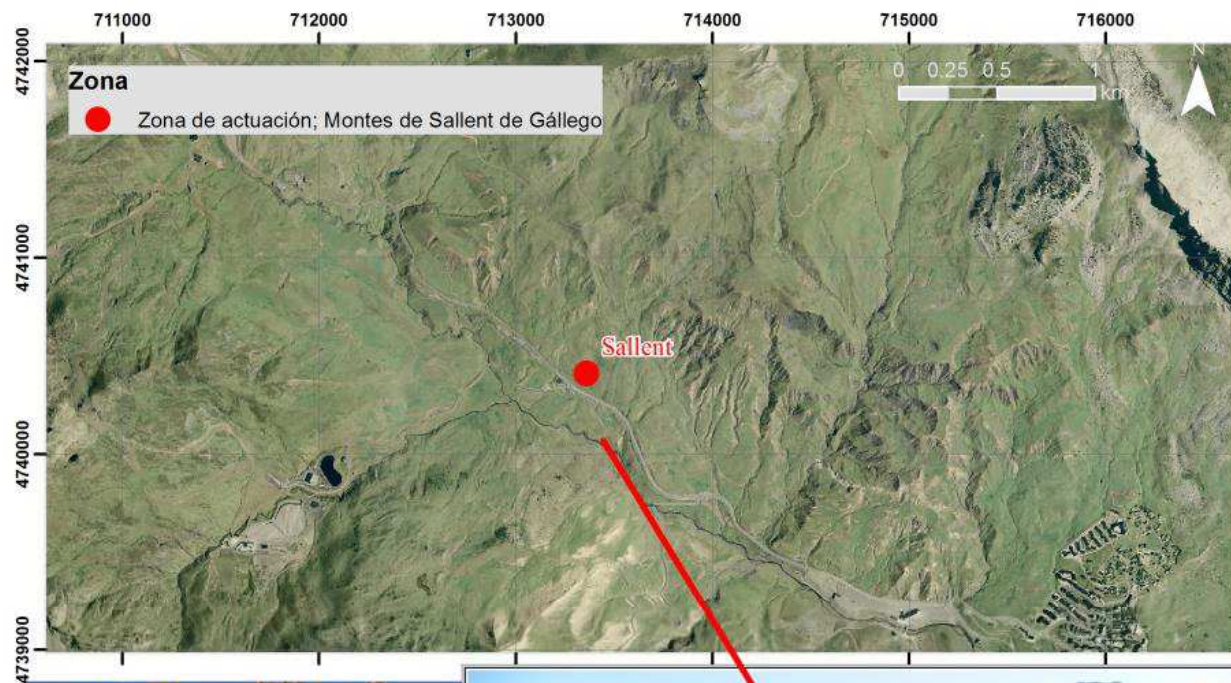 711000 712000 713000 714000 715000 716000
4742000
Zona
Zona de actuación; Montes de Sallent de Gállego
0 0.25 0.5 1
km
N
4741000
Sallent
4740000
4739000